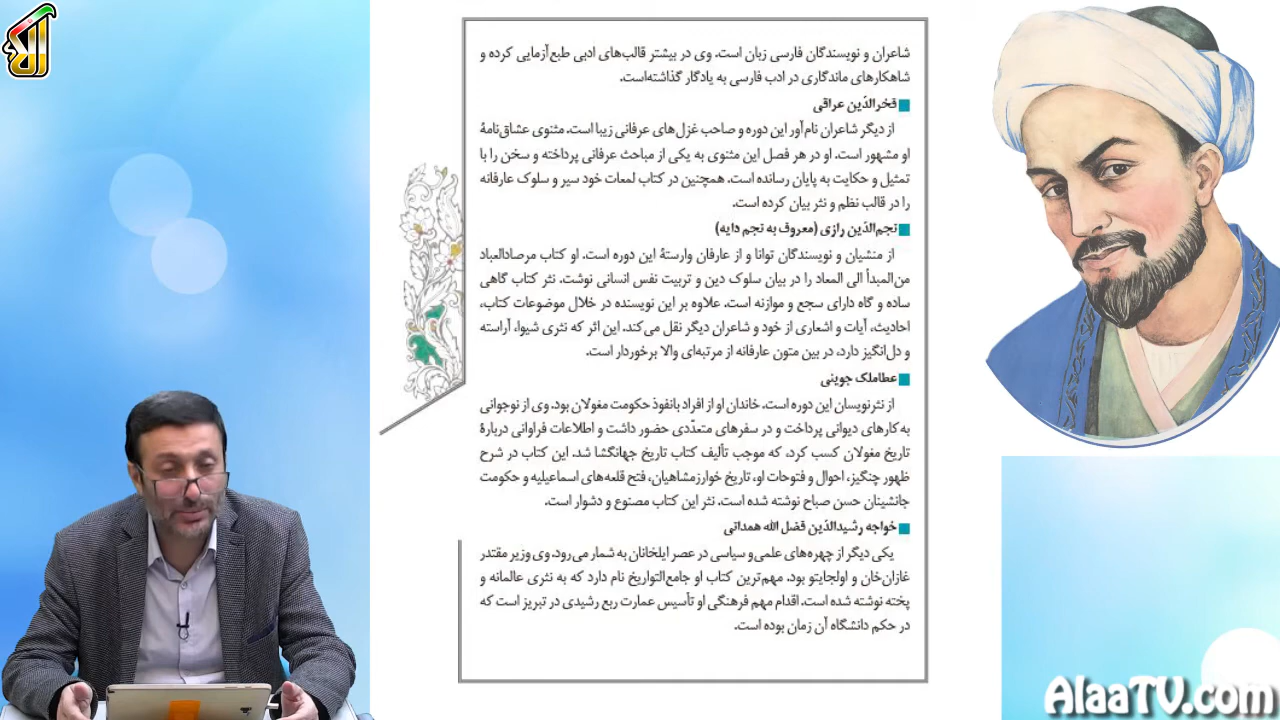 شاعران و نویسندگان فارسی زبان است. وی در بیشتر قالب‌های ادبی طبع‌آزمایی کرده و
شاهکارهای ماندگاری در ادب فارسی به یادگار گذاشته‌است.
فخرالدّین عراقی
از دیگر شاعران نام‌آور این دوره و صاحب غزل‌های عرفانی زیبا است. مثنوی عشاق‌نامهٔ
او مشهور است. او در هر فصل این مثنوی به یکی از مباحث عرفانی پرداخته و سخن را با
تمثیل و حکایت به پایان رسانده است. همچنین در کتاب لمعات خود سیر و سلوک عارفانه
را در قالب نظم و نثر بیان کرده است.
نجم‌الدّین رازی (معروف به نجم دایه)
از منشیان و نویسندگان توانا و از عارفان وارستهٔ این دوره است. او کتاب مرصادالعباد
من‌المبدأ الی المعاد را در بیان سلوک دین و تربیت نفس انسانی نوشت. نثر کتاب گاهی
ساده و گاه دارای سجع و موازنه است. علاوه بر این نویسنده در خلال موضوعات کتاب،
احادیث، آیات و اشعاری از خود و شاعران دیگر نقل می‌کند. این اثر که نثری شیوا، آراسته
و دل‌انگیز دارد، در بین متون عارفانه از مرتبه‌ای والا برخوردار است.
عطاملک جوینی
از نثرنویسان این دوره است. خاندان او از افراد بانفوذ حکومت مغولان بود. وی از نوجوانی
به کارهای دیوانی پرداخت و در سفرهای متعدّدی حضور داشت و اطلاعات فراوانی دربارهٔ
تاریخ مغولان کسب کرد، که موجب تألیف کتاب تاریخ جهانگشا شد. این کتاب در شرح
ظهور چنگیز، احوال و فتوحات او، تاریخ خوارزمشاهیان، فتح قلعه‌های اسماعیلیه و حکومت
جانشینان حسن صباح نوشته شده است. نثر این کتاب مصنوع و دشوار است.
خواجه رشیدالدّین فضل الله همدانی
یکی دیگر از چهره‌های علمی‌و سیاسی در عصر ایلخانان به شمار می‌رود. وی وزیر مقتدر
غازان‌خان و اولجایتو بود. مهم‌ترین کتاب او جامع‌التواریخ نام دارد که به نثری عالمانه و
پخته نوشته شده است. اقدام مهم فرهنگی او تأسیس عمارت ربع رشیدی در تبریز است که
در حکم دانشگاه آن زمان بوده است.
AlaaTV.com